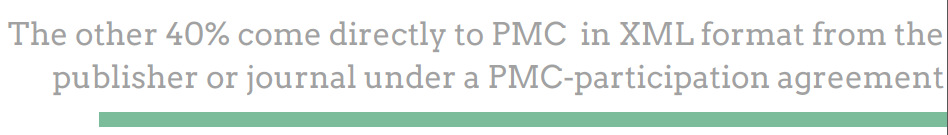 The other 40% come directly to PMC in XML format from the
publisher or journal under a PMC-participation agreement